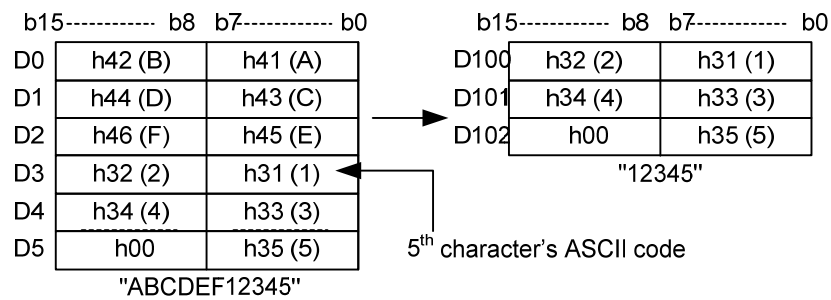 b15------------ b8 b7------------ b0
D0 h42 (B) h41 (A)
D1 h44 (D) h43 (C)
D2 h46 (F) h45 (E)
D3 h32 (2) h31 (1)
D4 h34 (4) h33 (3)
D5 h00 h35 (5)
"ABCDEF12345"
b15------------ b8 b7------------ b0
D100 h32 (2) h31 (1)
D101 h34 (4) h33 (3)
D102 h00 h35 (5)
"12345"
5th character's ASCII code